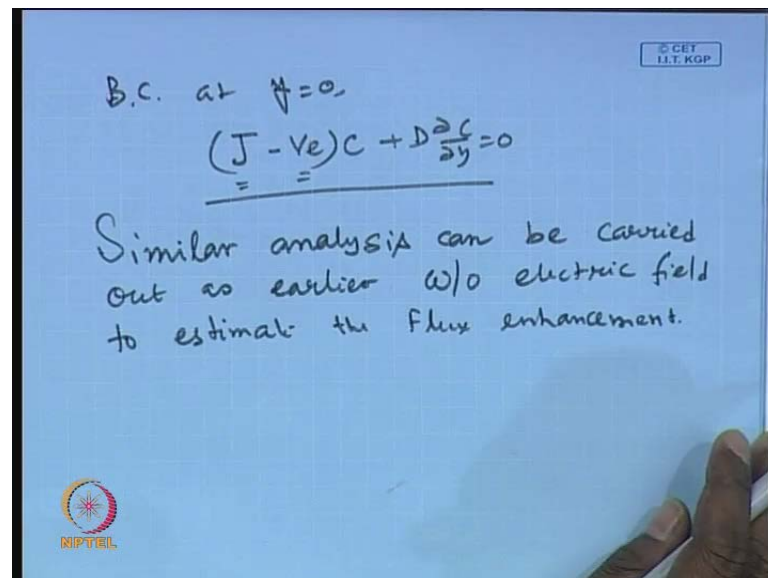 © CET
I.I.T. KGP
B.C. at y=0,
(J - Ve)C + D ∂C/∂y = 0
Similar analysis can be carried
out as earlier w/o electric field
to estimate the flux enhancement.
NPTEL